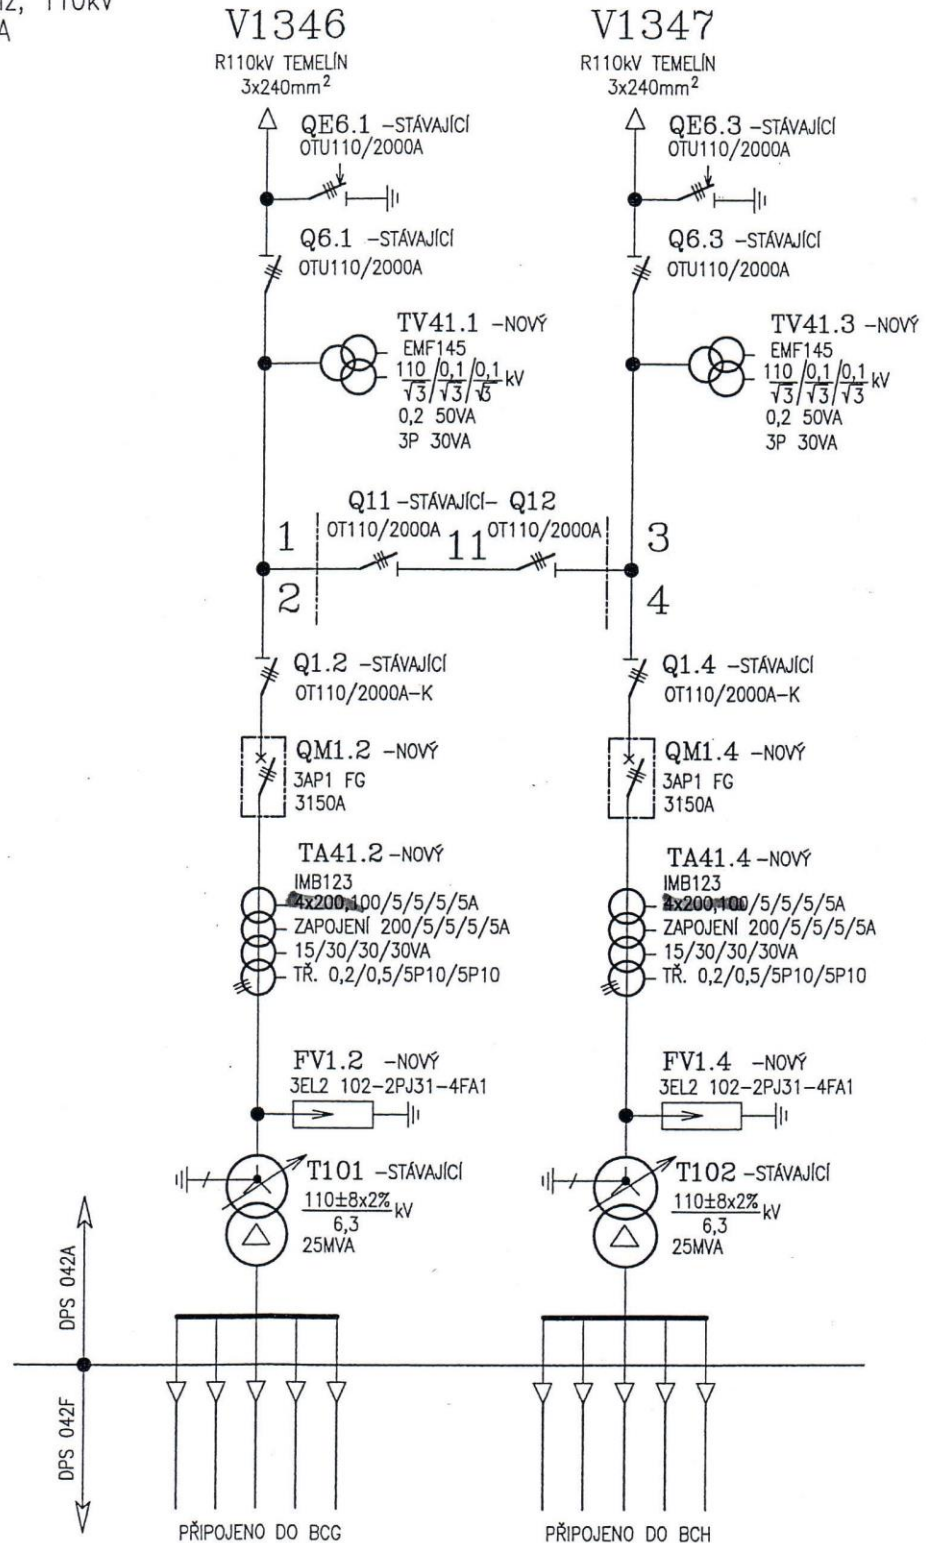 110kV
A
V1346
R110kV TEMELÍN
3x240mm²
QE6.1 -STÁVAJÍCÍ
OTU110/2000A
Q6.1 -STÁVAJÍCÍ
OTU110/2000A
TV41.1 -NOVÝ
EMF145
110/√3/0,1/√3/0,1/√3 kV
0,2 50VA
3P 30VA
V1347
R110kV TEMELÍN
3x240mm²
QE6.3 -STÁVAJÍCÍ
OTU110/2000A
Q6.3 -STÁVAJÍCÍ
OTU110/2000A
TV41.3 -NOVÝ
EMF145
110/√3/0,1/√3/0,1/√3 kV
0,2 50VA
3P 30VA
Q11 -STÁVAJÍCÍ- Q12
OT110/2000A OT110/2000A
1 11 3
2 4
Q1.2 -STÁVAJÍCÍ
OT110/2000A-K
QM1.2 -NOVÝ
3AP1 FG
3150A
TA41.2 -NOVÝ
IMB123
4x200,100/5/5/5/5A
ZAPOJENÍ 200/5/5/5/5A
15/30/30/30VA
TŘ. 0,2/0,5/5P10/5P10
FV1.2 -NOVÝ
3EL2 102-2PJ31-4FA1
T101 -STÁVAJÍCÍ
110±8x2% kV
6,3
25MVA
Q1.4 -STÁVAJÍCÍ
OT110/2000A-K
QM1.4 -NOVÝ
3AP1 FG
3150A
TA41.4 -NOVÝ
IMB123
4x200,100/5/5/5/5A
ZAPOJENÍ 200/5/5/5/5A
15/30/30/30VA
TŘ. 0,2/0,5/5P10/5P10
FV1.4 -NOVÝ
3EL2 102-2PJ31-4FA1
T102 -STÁVAJÍCÍ
110±8x2% kV
6,3
25MVA
DPS 042A
DPS 042F
PŘIPOJENO DO BCG
PŘIPOJENO DO BCH